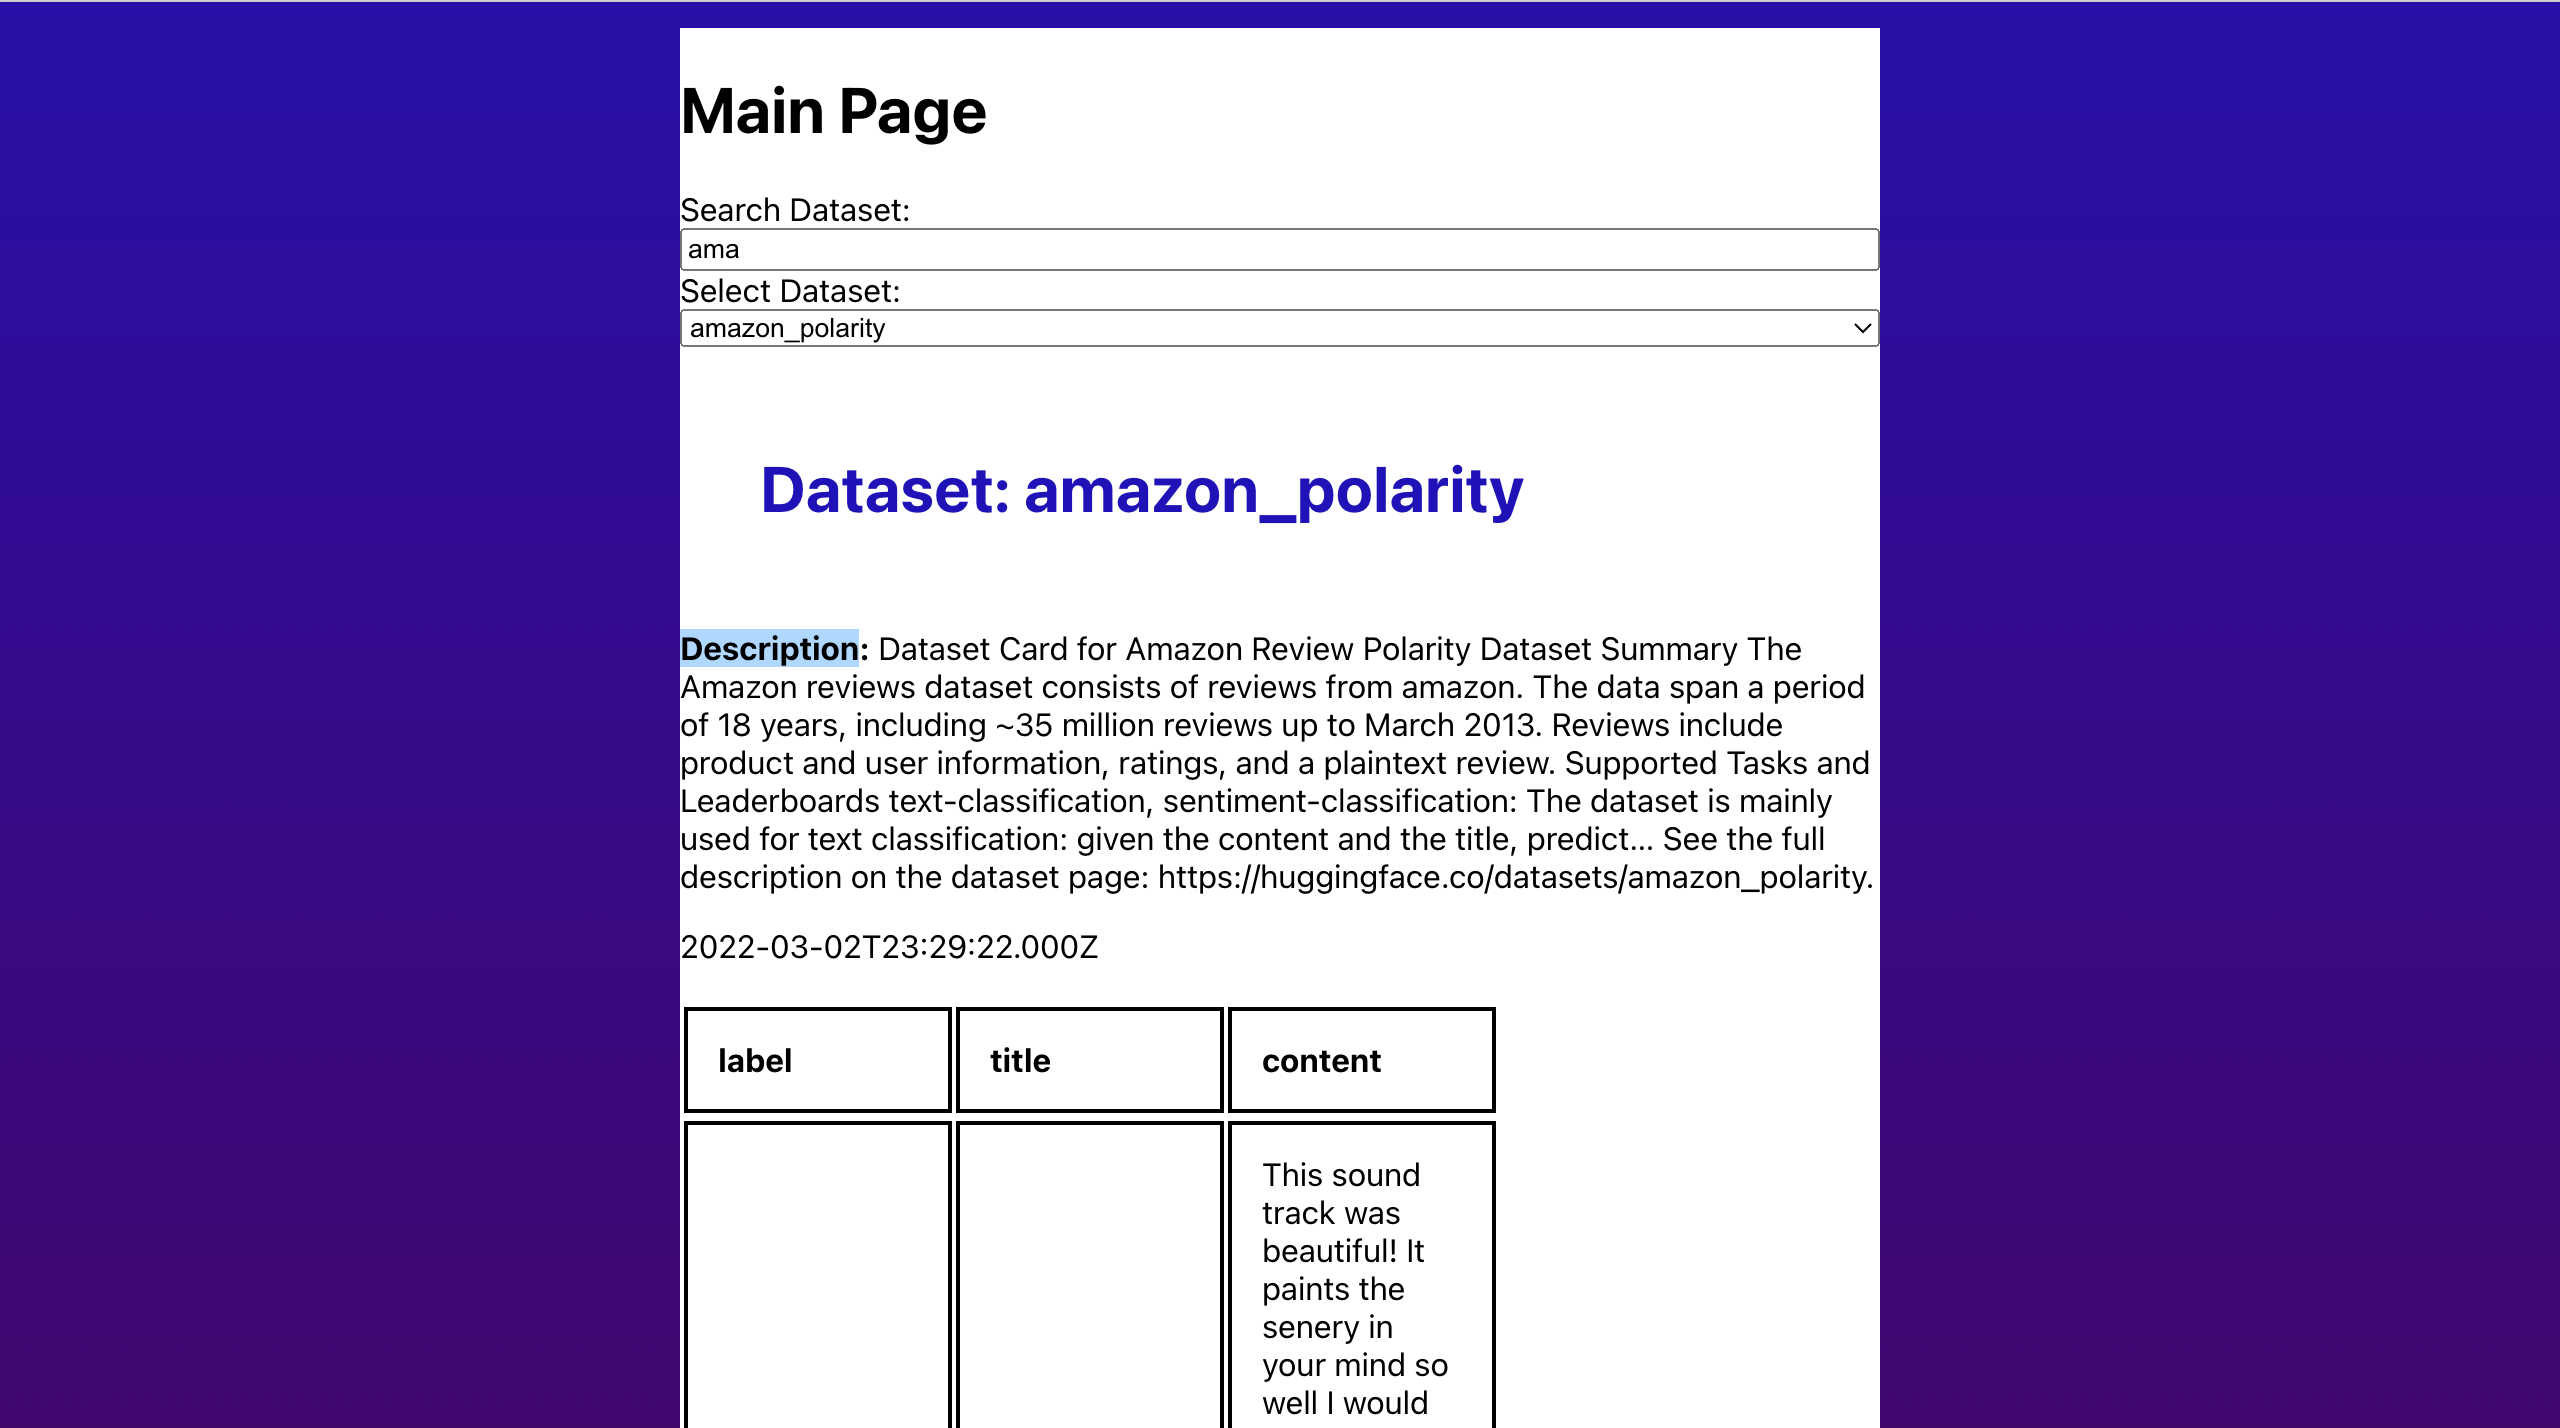 Main Page
Search Dataset:
ama
Select Dataset:
amazon_polarity
Dataset: amazon_polarity
Description: Dataset Card for Amazon Review Polarity Dataset Summary The
Amazon reviews dataset consists of reviews from amazon. The data span a period
of 18 years, including ~35 million reviews up to March 2013. Reviews include
product and user information, ratings, and a plaintext review. Supported Tasks and
Leaderboards text-classification, sentiment-classification: The dataset is mainly
used for text classification: given the content and the title, predict... See the full
description on the dataset page: https://huggingface.co/datasets/amazon_polarity.
2022-03-02T23:29:22.000Z
label title content
This sound
track was
beautiful! It
paints the
senery in
your mind so
well I would